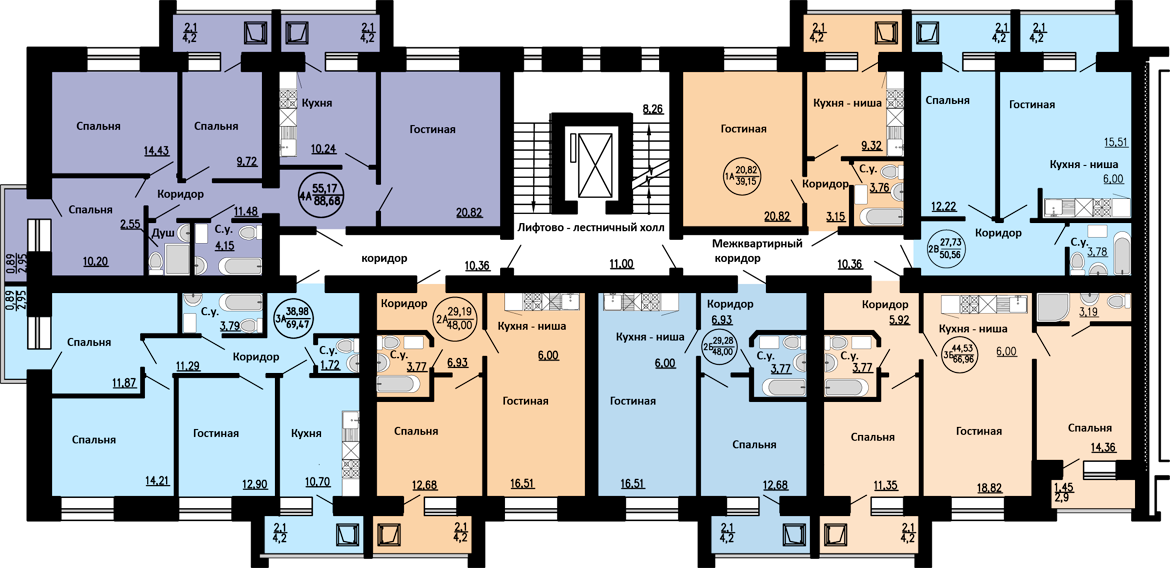 2,1
4,2
2,1
4,2
2,1
4,2
2,1
4,2
2,1
4,2
Спальня
14,43
Спальня
9,72
Кухня
10,24
Гостиная
20,82
8,26
Гостиная
1А
20,82
39,15
20,82
Кухня - ниша
9,32
Спальня
12,22
Гостиная
15,51
Кухня - ниша
6,00
4А
55,17
88,68
Коридор
11,48
Спальня
10,20
2,55
Душ
С.у.
4,15
0,89
2,95
Коридор
3,15
С.у.
3,76
Лифтово - лестничный холл
11,00
коридор
10,36
Межквартирный
коридор
10,36
2В
27,73
50,56
Коридор
С.у.
3,78
0,89
2,95
Спальня
11,87
С.у.
3,79
3А
38,98
69,47
Коридор
11,29
С.у.
1,72
Спальня
14,21
Гостиная
12,90
Кухня
10,70
Коридор
2А
29,19
48,00
6,93
С.у.
3,77
Спальня
12,68
Кухня - ниша
6,00
Гостиная
16,51
Кухня - ниша
6,00
Гостиная
16,51
Коридор
6,93
2Б
29,28
48,00
С.у.
3,77
Спальня
12,68
Коридор
5,92
С.у.
3,77
Спальня
11,35
Кухня - ниша
3Б
44,53
66,96
6,00
Гостиная
18,82
С.у.
3,19
Спальня
14,36
1,45
2,9
2,1
4,2
2,1
4,2
2,1
4,2
2,1
4,2